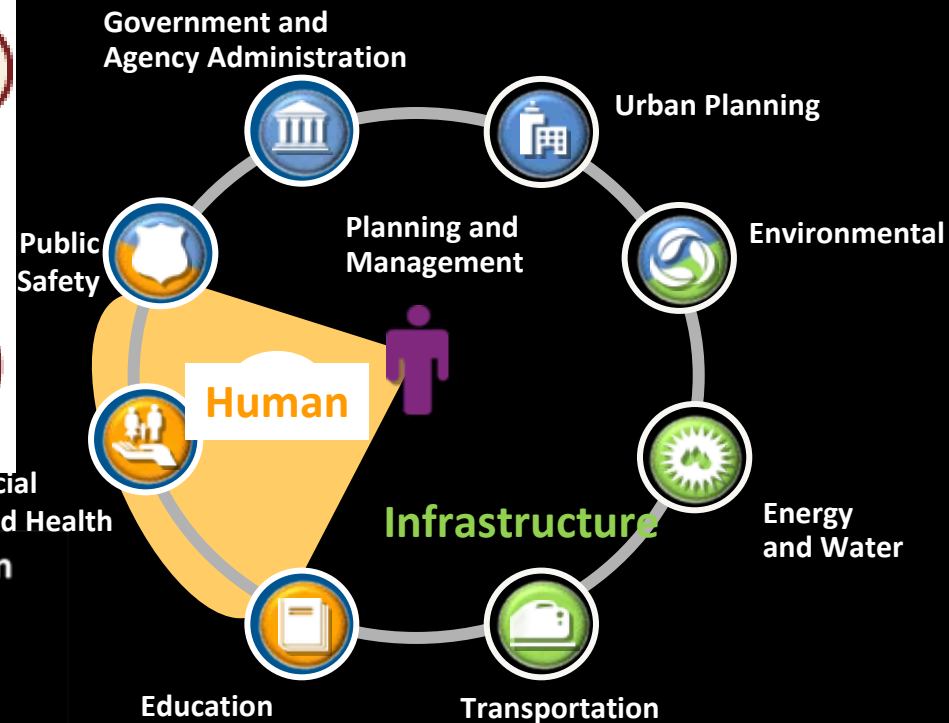 Government and
Agency Administration
Urban Planning
Public
Safety
Planning and
Management
Environmental
Human
d Health
Infrastructure
Energy
and Water
Education
Transportation